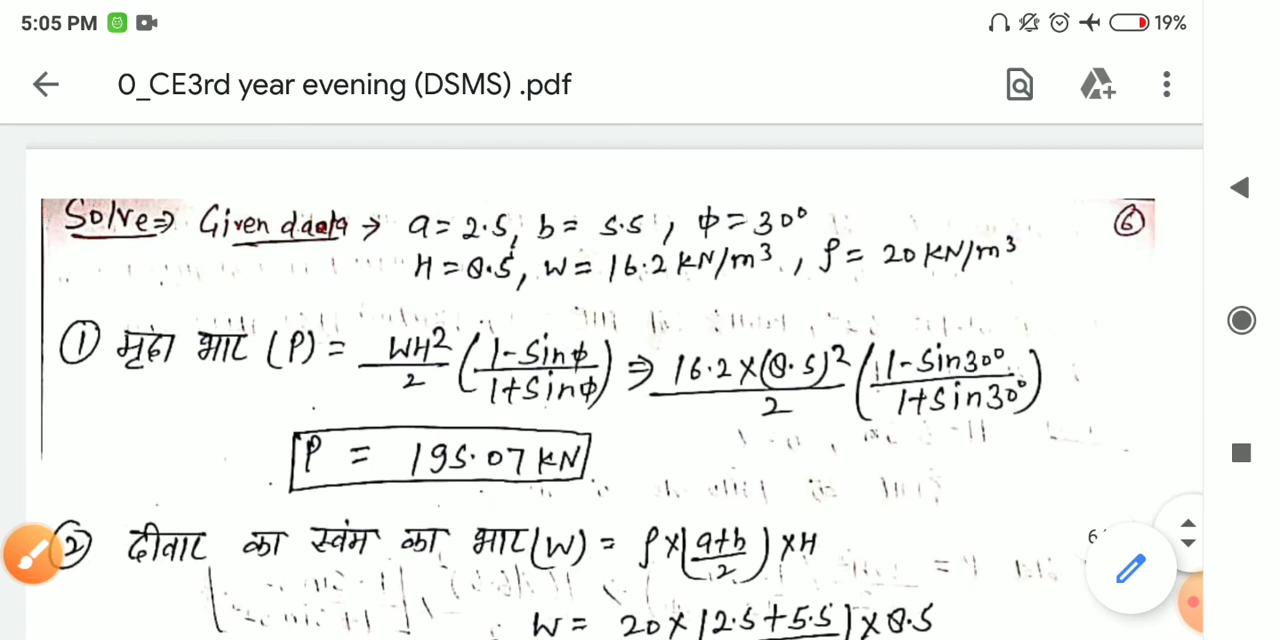 5:05 PM 19%
0_CE3rd year evening (DSMS) .pdf
Solve⇒ Given daata → a = 2.5, b = 5.5, Φ = 30° ⑥
H = 8.5, w = 16.2 KN/m³, ρ = 20 KN/m³
① मृदा भार (P) = WH²/2 (1-Sinϕ/1+Sinϕ) ⇒ 16.2×(8.5)²/2 (1-Sin30°/1+Sin30°)
P = 195.07 KN
② दीवार का स्वंम का भार (W) = ρ×(a+b/2)×H
W = 20×(2.5+5.5)×8.5